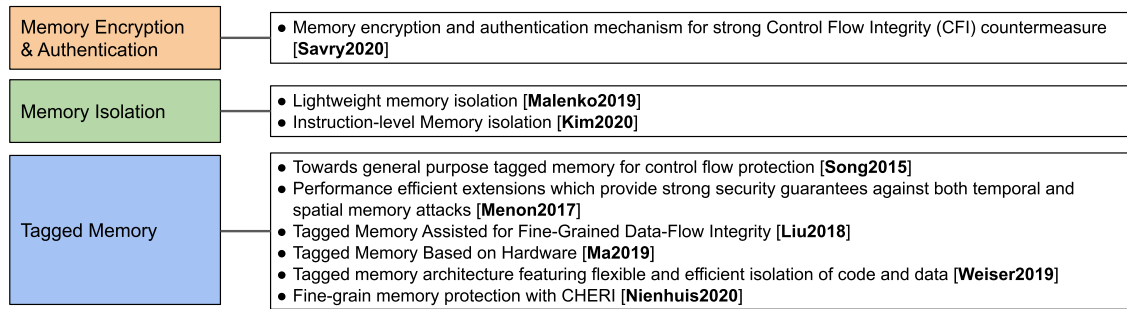 Memory Encryption
& Authentication
● Memory encryption and authentication mechanism for strong Control Flow Integrity (CFI) countermeasure
[Savry2020]
Memory Isolation
● Lightweight memory isolation [Malenko2019]
● Instruction-level Memory isolation [Kim2020]
Tagged Memory
● Towards general purpose tagged memory for control flow protection [Song2015]
● Performance efficient extensions which provide strong security guarantees against both temporal and
spatial memory attacks [Menon2017]
● Tagged Memory Assisted for Fine-Grained Data-Flow Integrity [Liu2018]
● Tagged Memory Based on Hardware [Ma2019]
● Tagged memory architecture featuring flexible and efficient isolation of code and data [Weiser2019]
● Fine-grain memory protection with CHERI [Nienhuis2020]